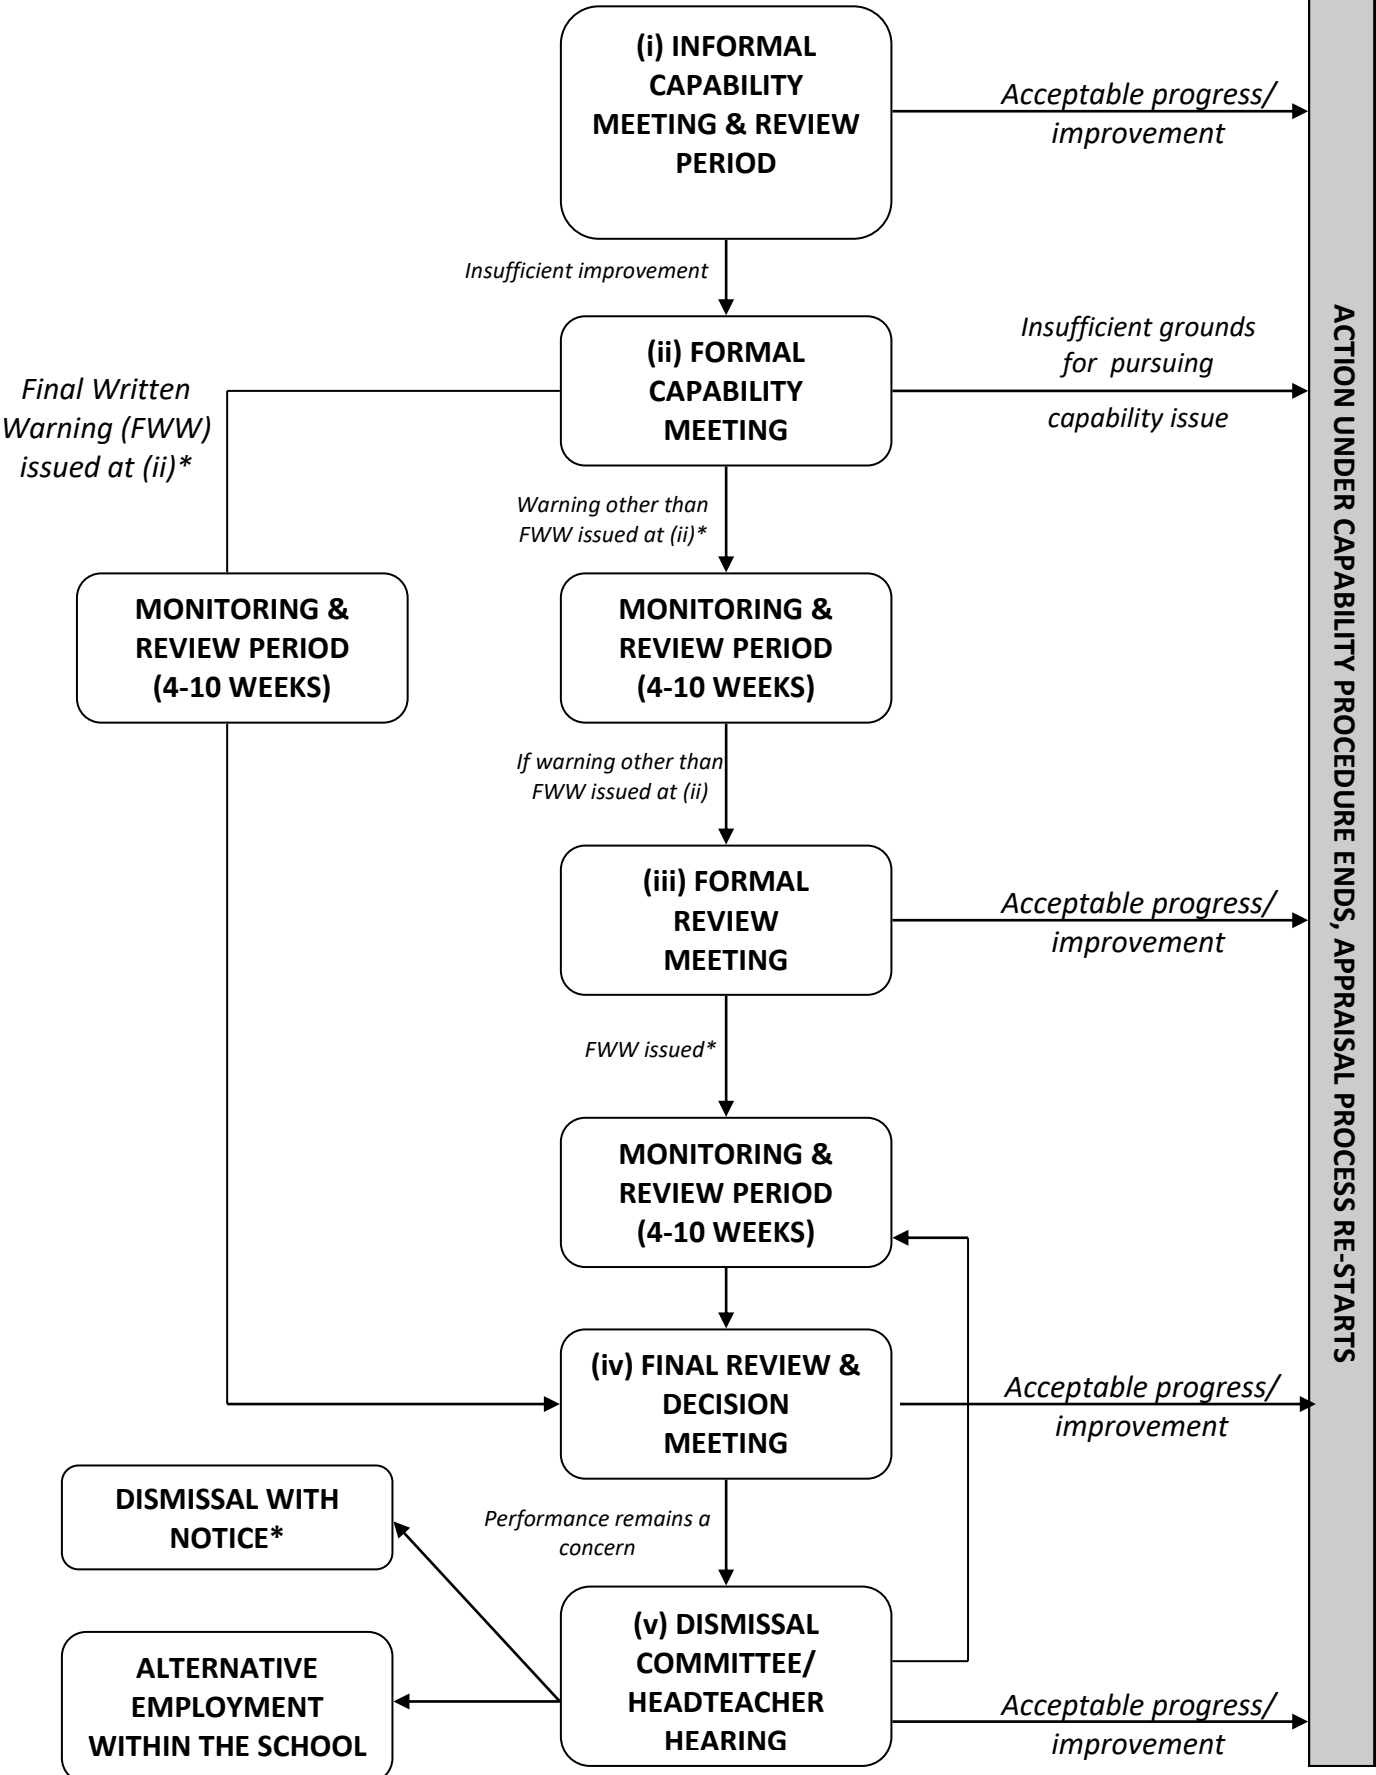 (i) INFORMAL
CAPABILITY
MEETING & REVIEW
PERIOD
Acceptable progress/
improvement
Insufficient improvement
(ii) FORMAL
CAPABILITY
MEETING
Insufficient grounds
for pursuing
capability issue
Final Written
Warning (FWW)
issued at (ii)*
Warning other than
FWW issued at (ii)*
MONITORING &
REVIEW PERIOD
(4-10 WEEKS)
MONITORING &
REVIEW PERIOD
(4-10 WEEKS)
If warning other than
FWW issued at (ii)
(iii) FORMAL
REVIEW
MEETING
Acceptable progress/
improvement
FWW issued*
MONITORING &
REVIEW PERIOD
(4-10 WEEKS)
(iv) FINAL REVIEW &
DECISION
MEETING
Acceptable progress/
improvement
DISMISSAL WITH
NOTICE*
Performance remains a
concern
(v) DISMISSAL
COMMITTEE/
HEADTEACHER
HEARING
ALTERNATIVE
EMPLOYMENT
WITHIN THE SCHOOL
Acceptable progress/
improvement
ACTION UNDER CAPABILITY PROCEDURE ENDS, APPRAISAL PROCESS RE-STARTS